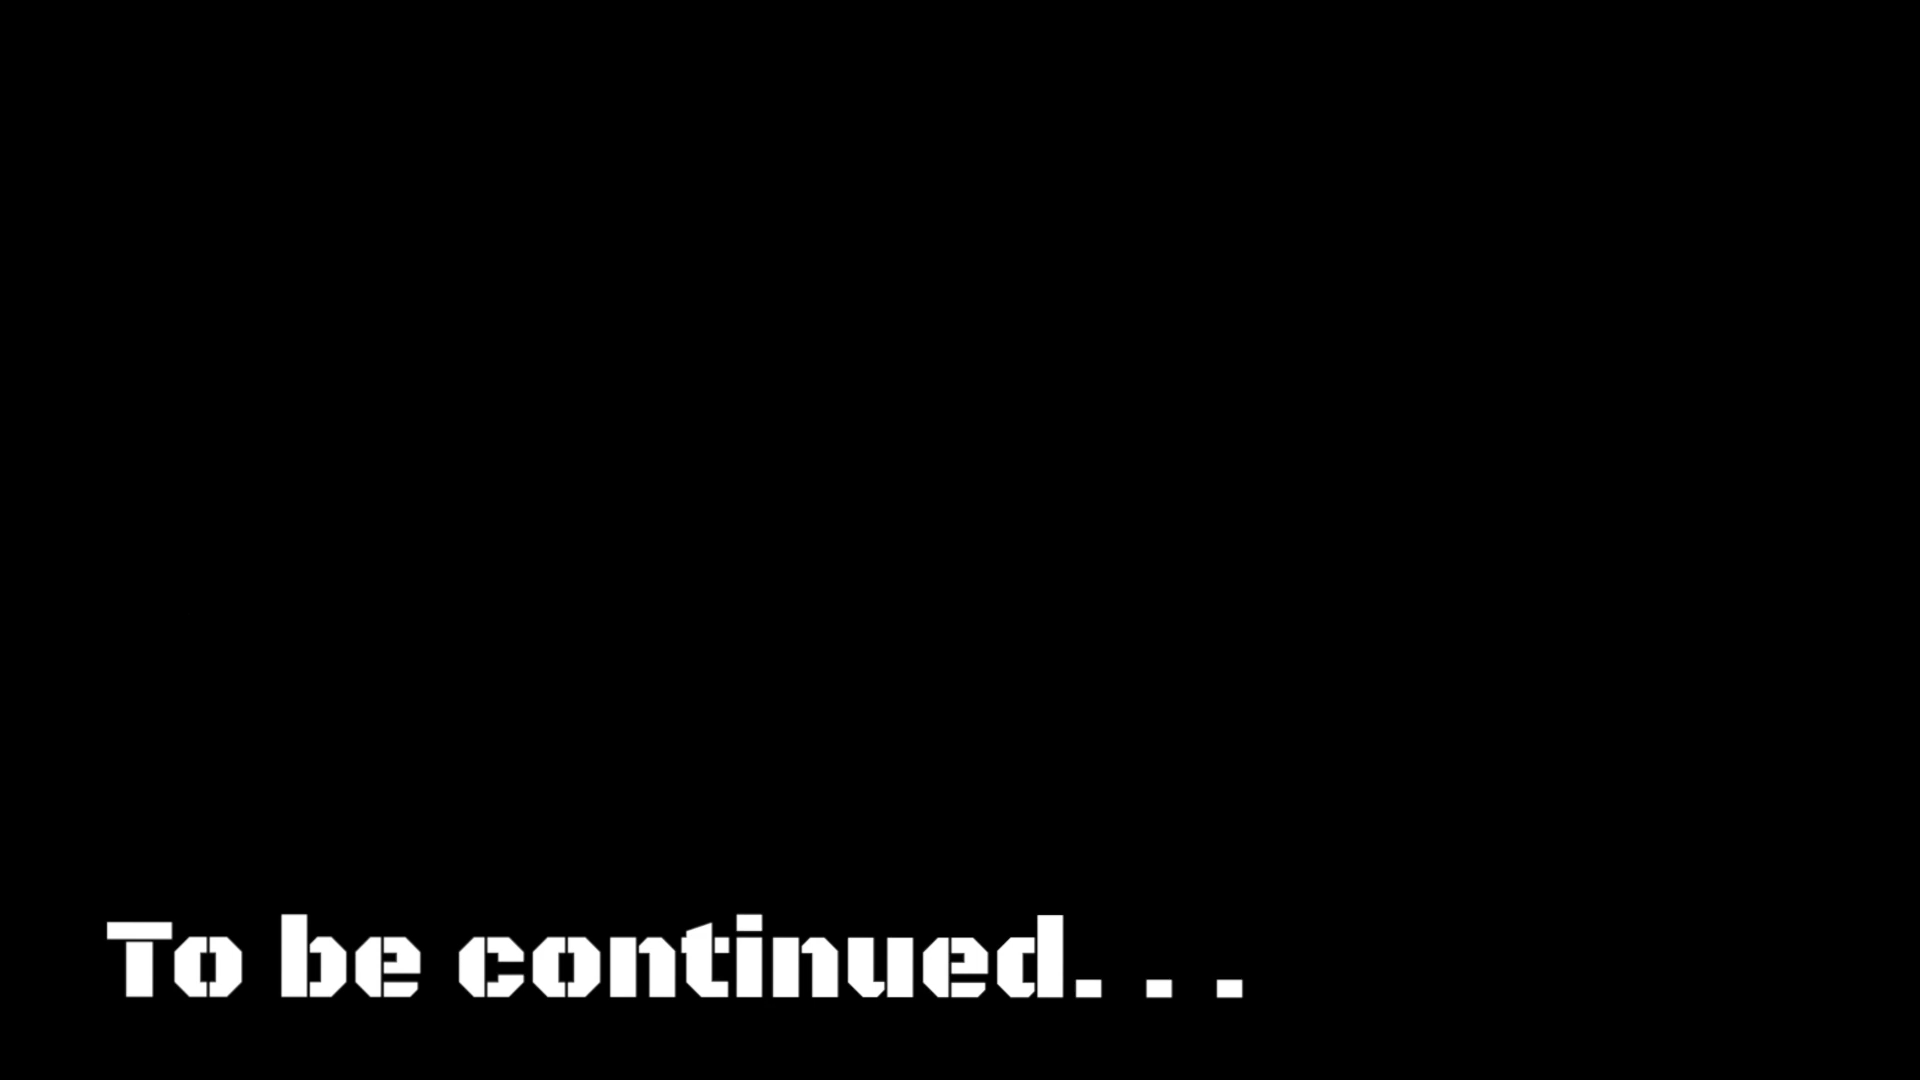 To be continued. . .